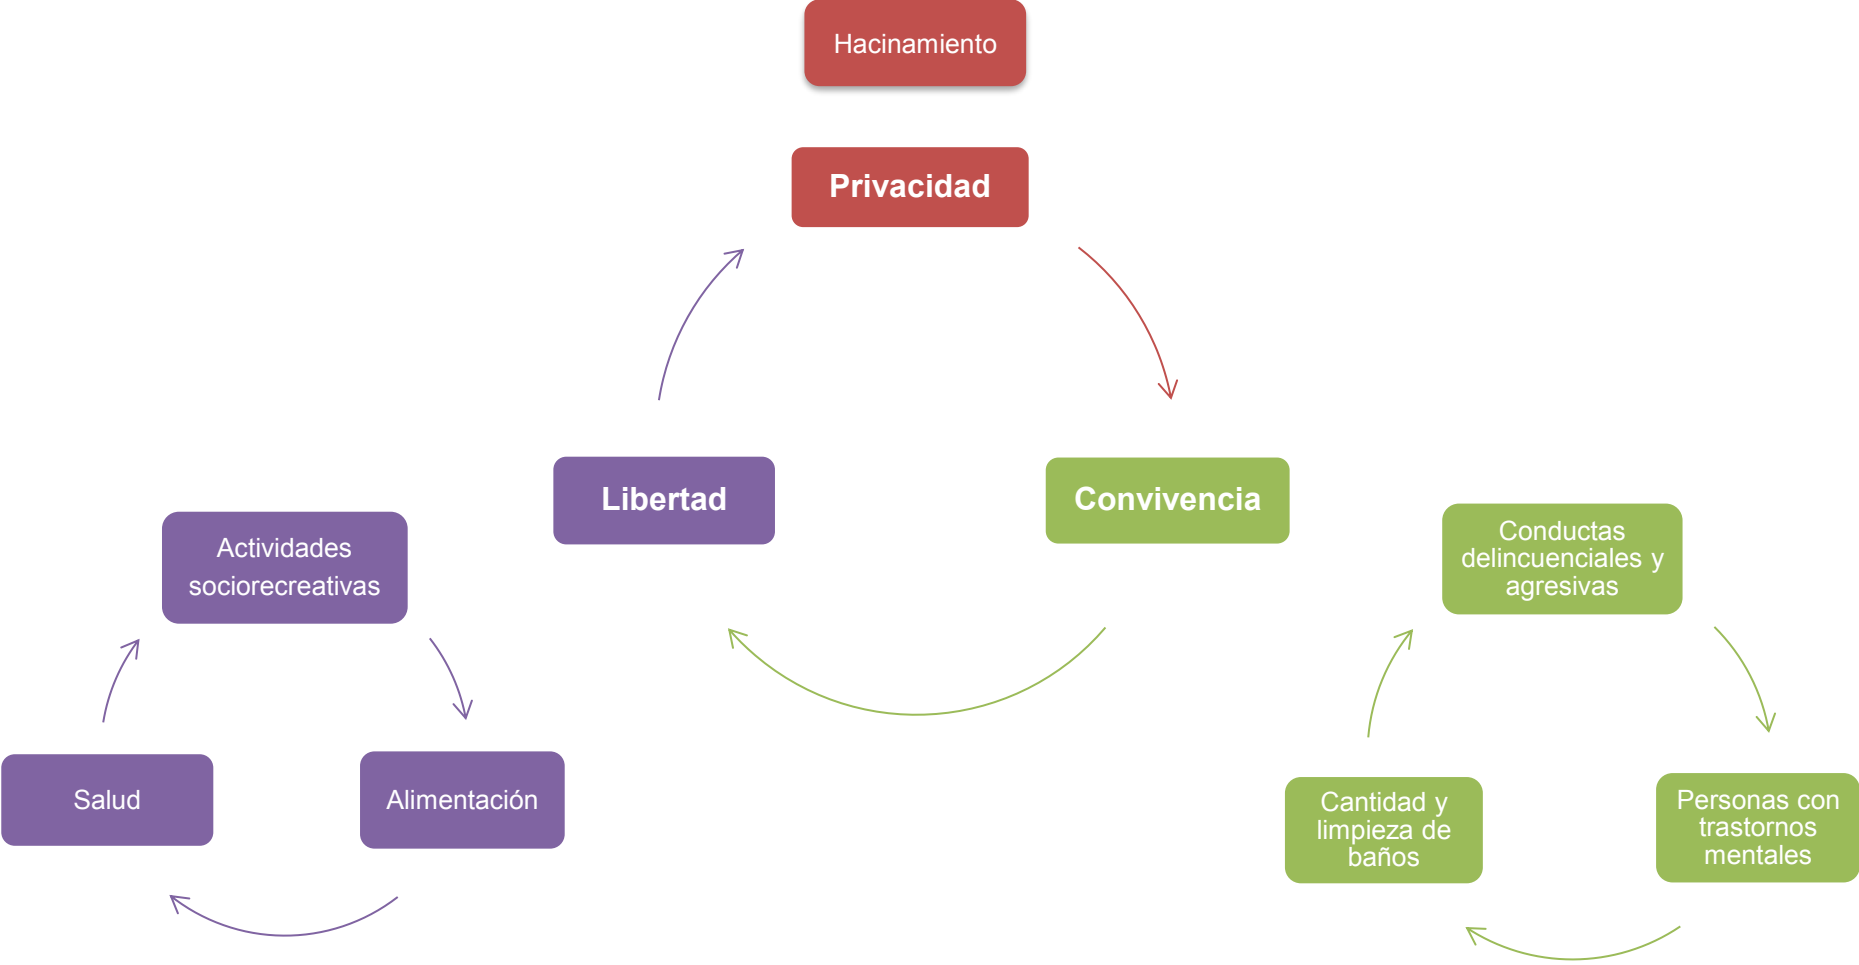 Hacinamiento
Privacidad
Libertad
Convivencia
Actividades
sociorecreativas
Salud
Alimentación
Conductas
delincuenciales y
agresivas
Cantidad y
limpieza de
baños
Personas con
trastornos
mentales